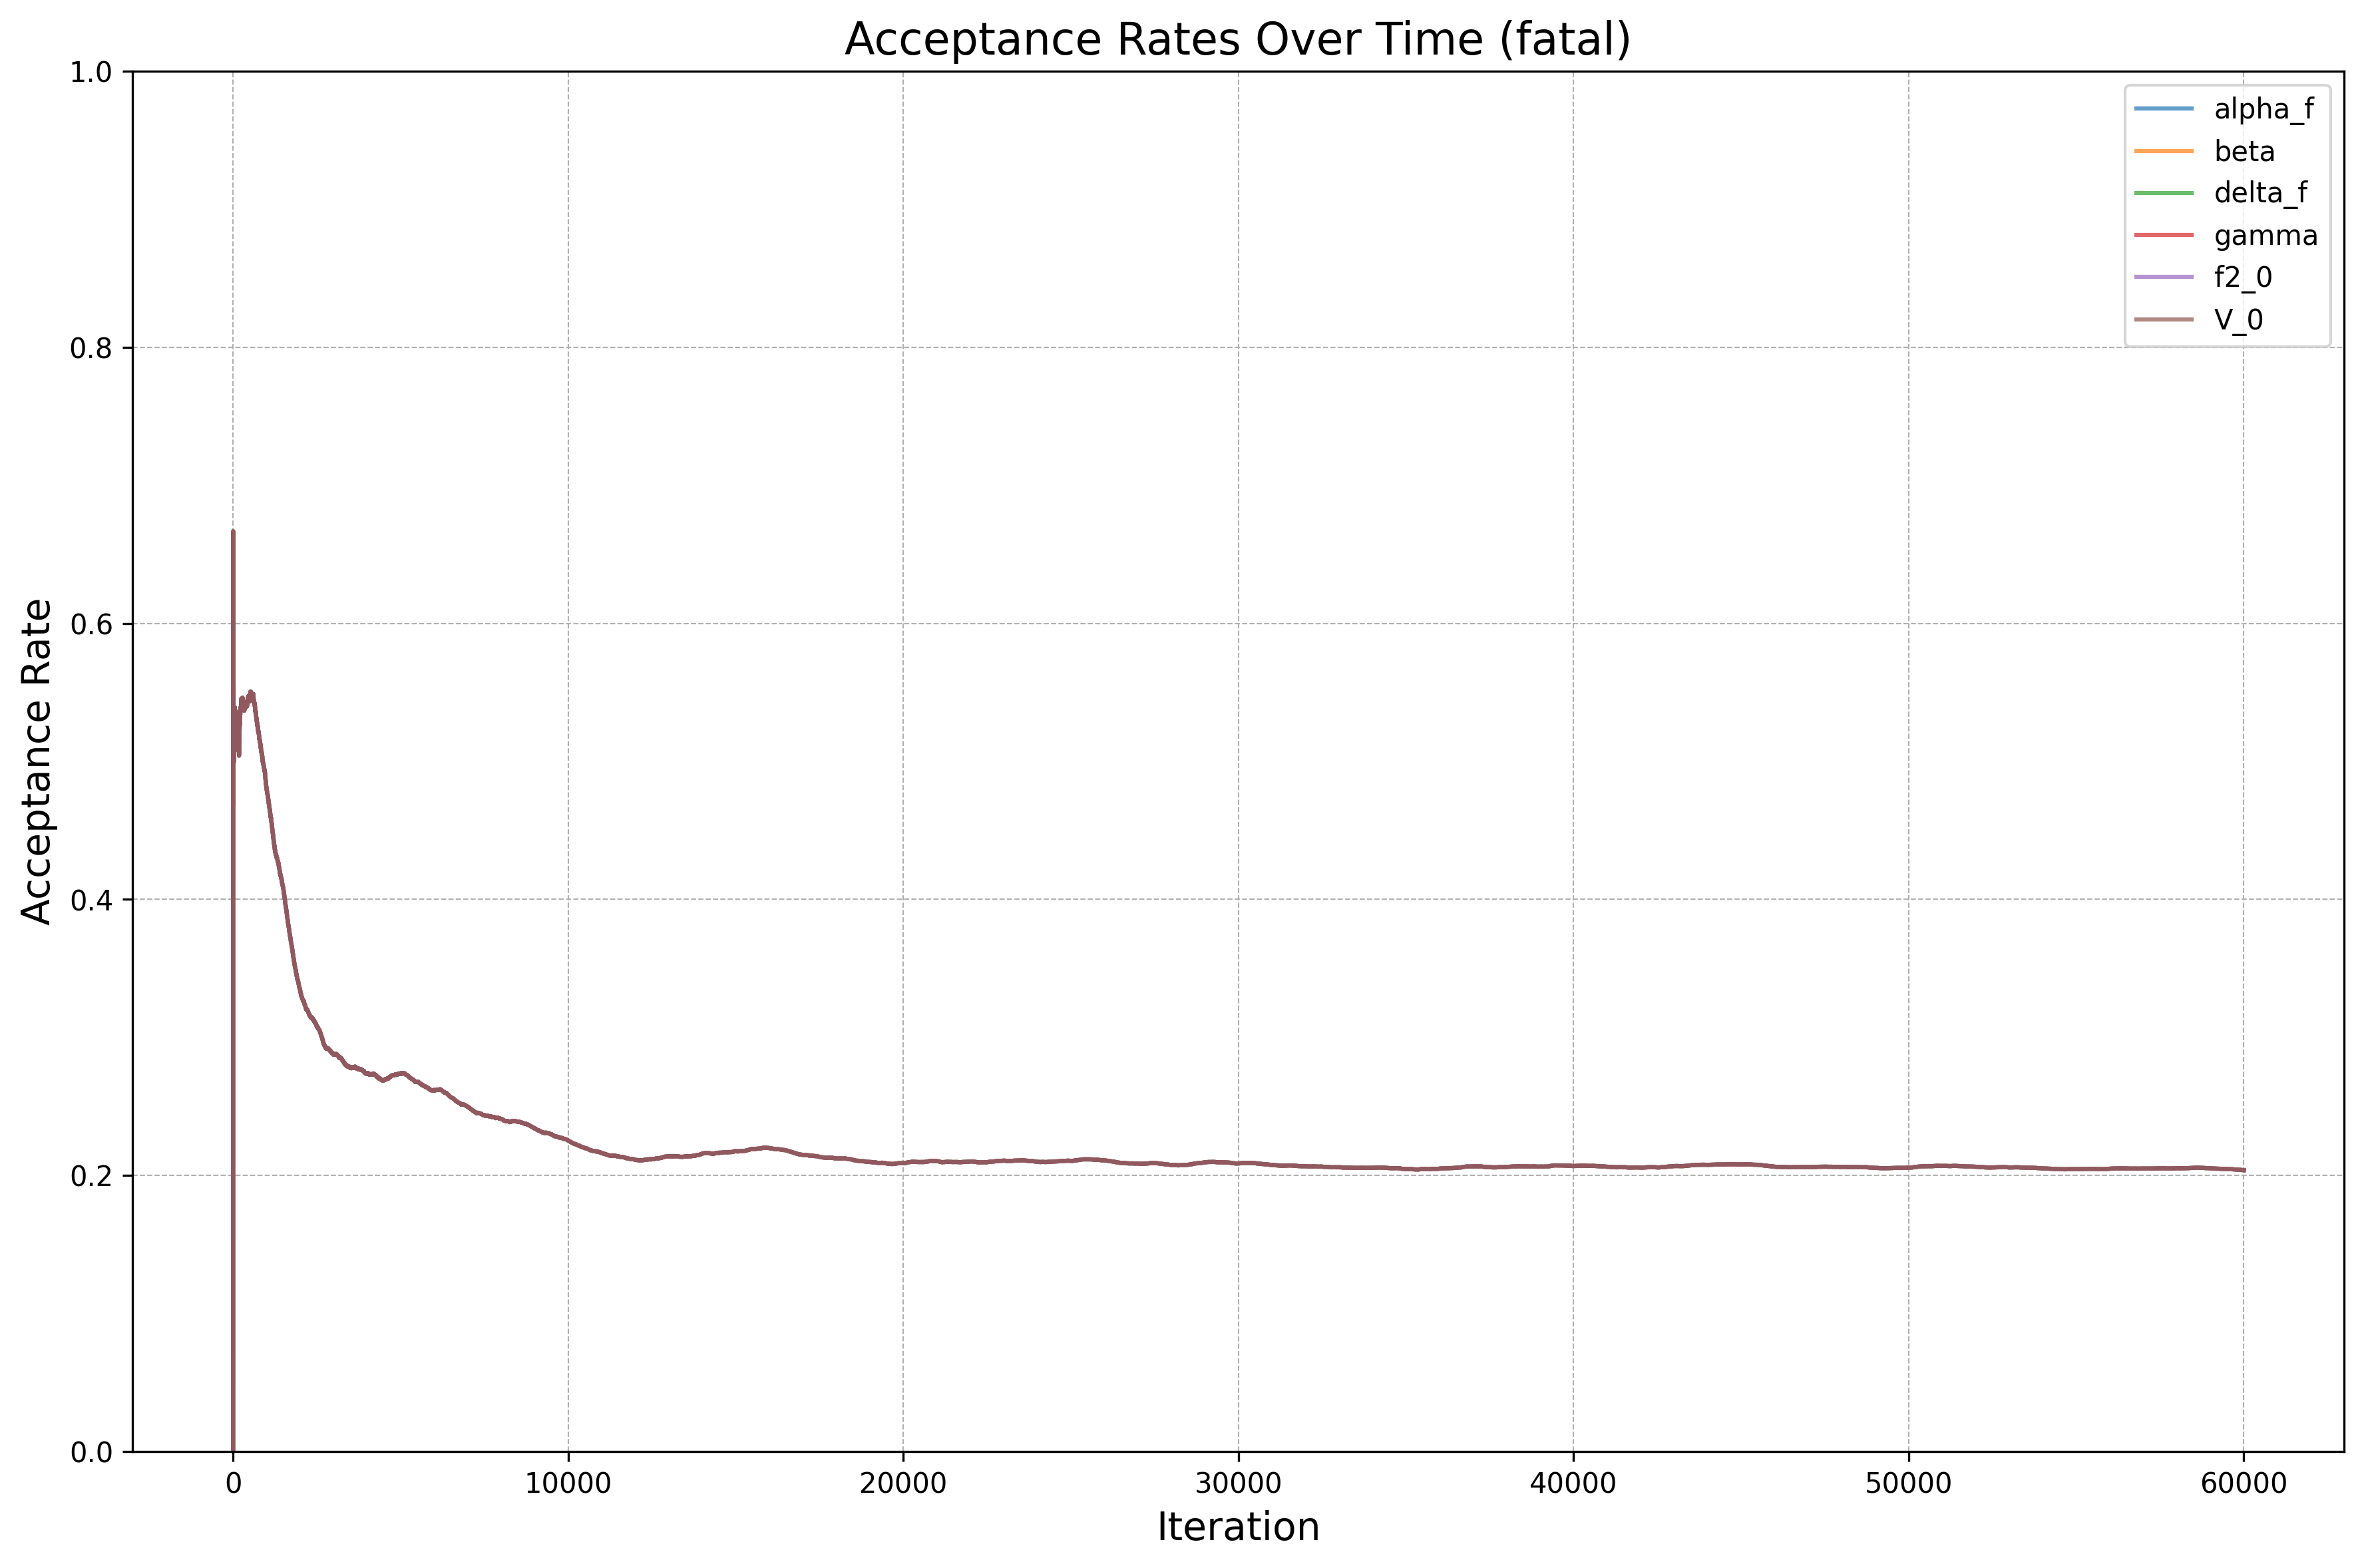 Acceptance Rates Over Time (fatal)
1.0
0.8
0.6
0.4
0.2
0.0
Acceptance Rate
alpha_f
beta
delta_f
gamma
f2_0
V_0
0 10000 20000 30000 40000 50000 60000
Iteration